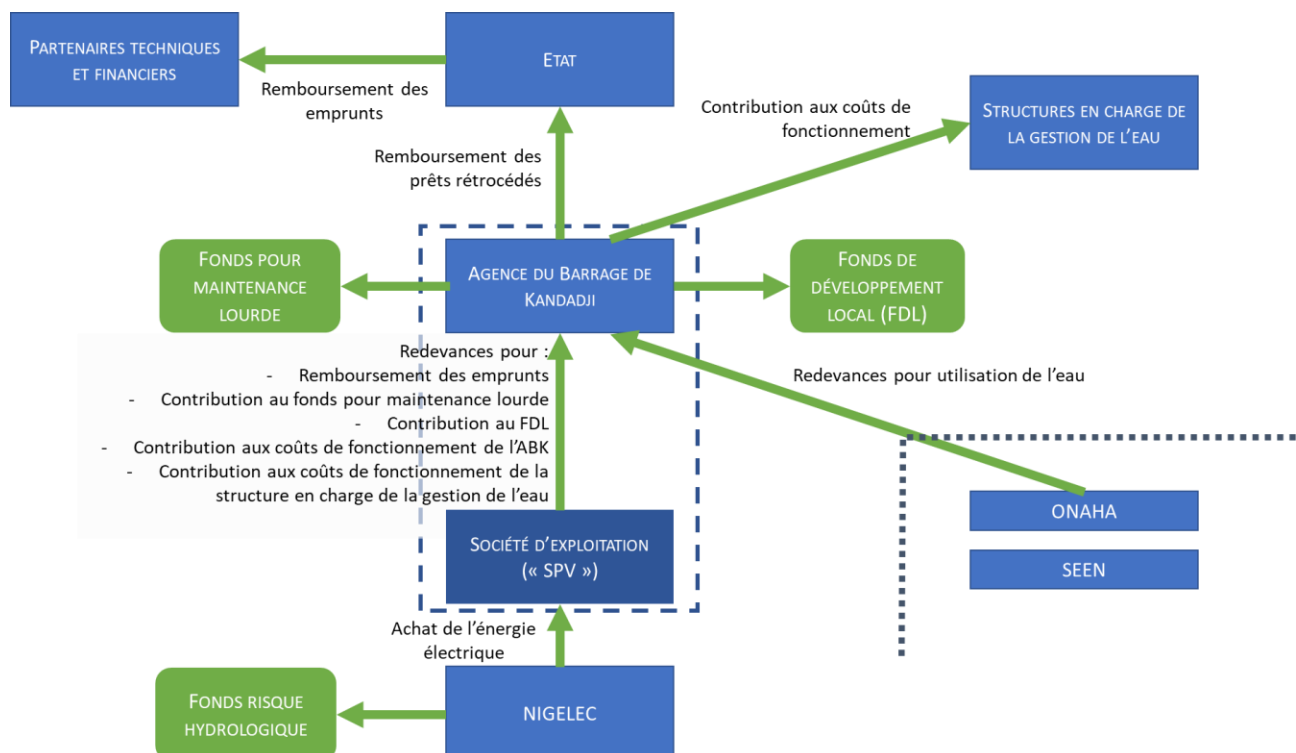 PARTENAIRES TECHNIQUES
ET FINANCIERS
ETAT
Remboursement des
emprunts
Contribution aux coûts de
fonctionnement
STRUCTURES EN CHARGE DE
LA GESTION DE L’EAU
Remboursement des
prêts rétrocédés
FONDS POUR
MAINTENANCE
LOURDE
AGENCE DU BARRAGE DE
KANDADJI
FONDS DE
DÉVELOPPEMENT
LOCAL (FDL)
Redevances pour :
- Remboursement des emprunts
- Contribution au fonds pour maintenance lourde
- Contribution au FDL
- Contribution aux coûts de fonctionnement de l’ABK
- Contribution aux coûts de fonctionnement de la
structure en charge de la gestion de l’eau
Redevances pour utilisation de l’eau
ONAHA
SEEN
SOCIÉTÉ D’EXPLOITATION
(« SPV »)
Achat de l’énergie
électrique
FONDS RISQUE
HYDROLOGIQUE
NIGELEC